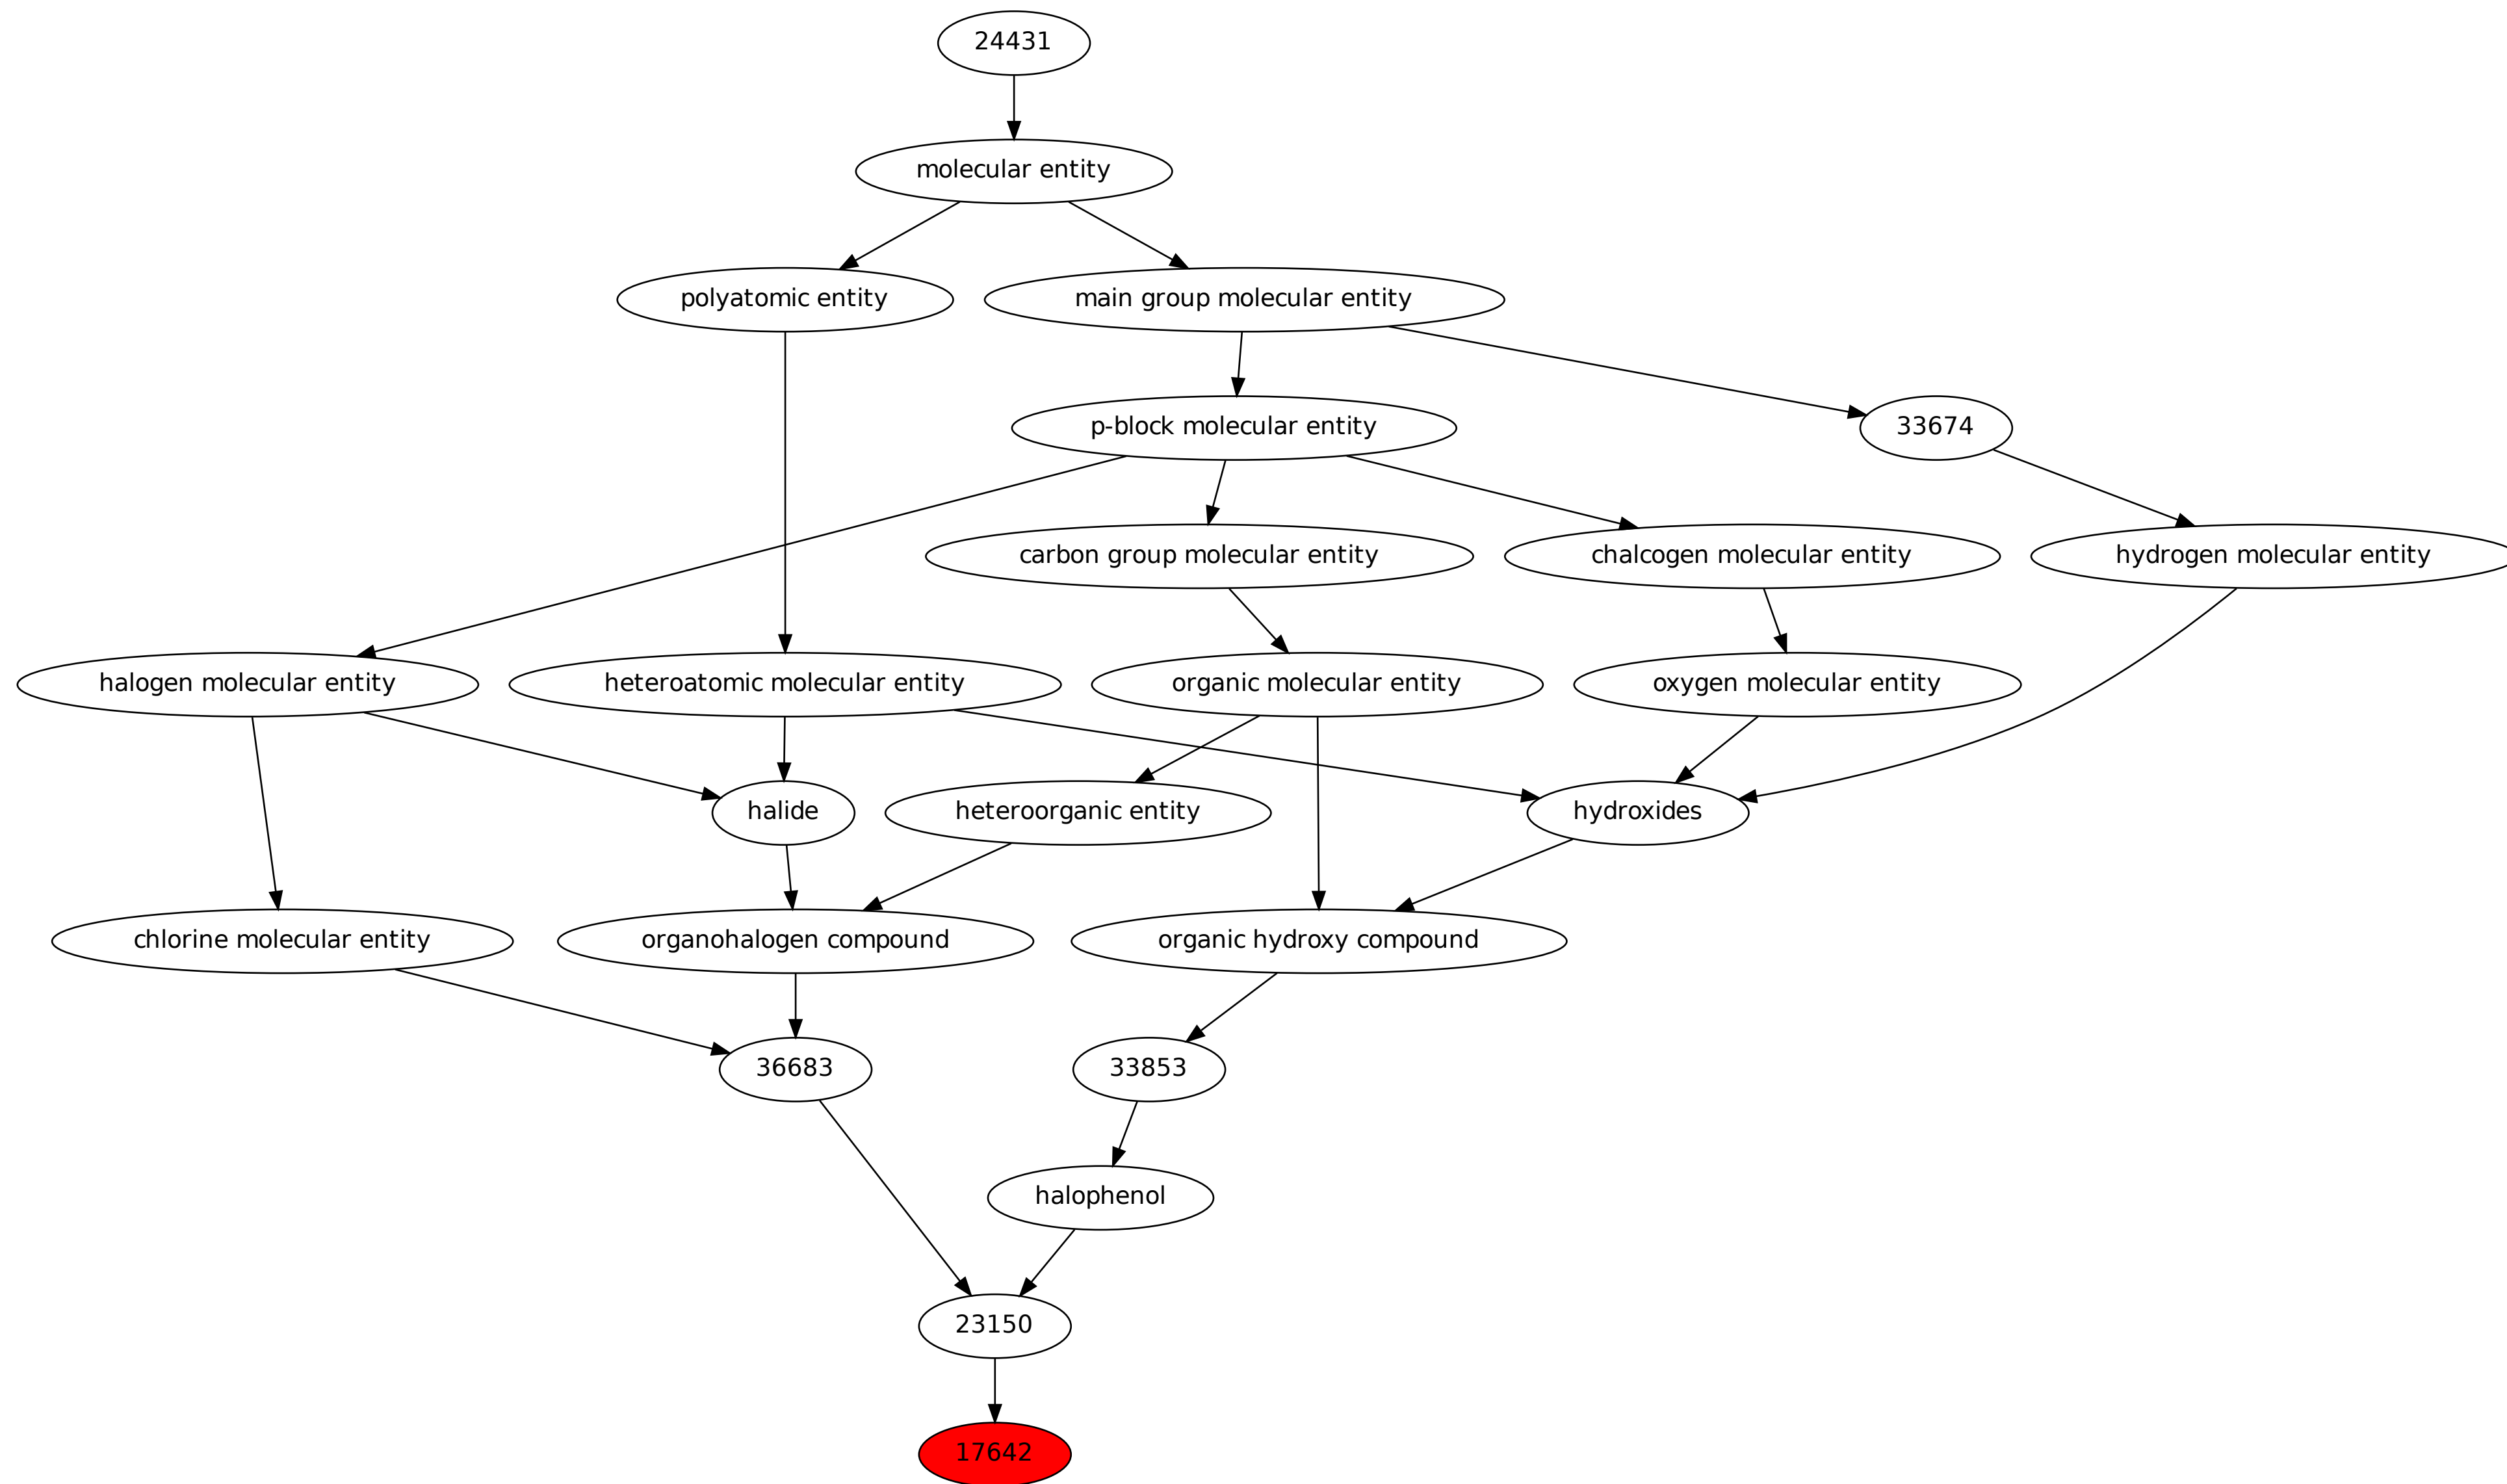 24431
molecular entity
polyatomic entity
main group molecular entity
p-block molecular entity
33674
carbon group molecular entity
chalcogen molecular entity
hydrogen molecular entity
halogen molecular entity
heteroatomic molecular entity
organic molecular entity
oxygen molecular entity
halide
heteroorganic entity
hydroxides
chlorine molecular entity
organohalogen compound
organic hydroxy compound
36683
33853
halophenol
23150
17642